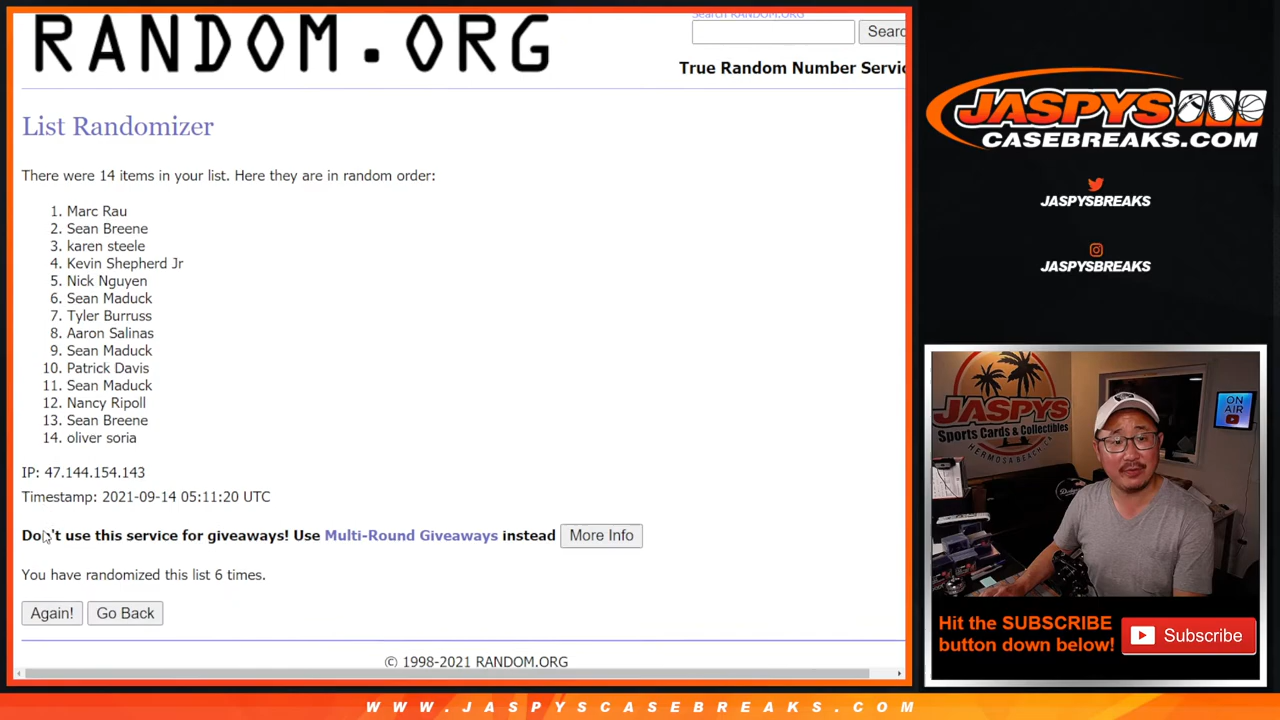 RANDOM.ORG
Search RANDOM.ORG
Searc
True Random Number Servic
List Randomizer
There were 14 items in your list. Here they are in random order:
1. Marc Rau
2. Sean Breene
3. karen steele
4. Kevin Shepherd Jr
5. Nick Nguyen
6. Sean Maduck
7. Tyler Burruss
8. Aaron Salinas
9. Sean Maduck
10. Patrick Davis
11. Sean Maduck
12. Nancy Ripoll
13. Sean Breene
14. oliver soria
IP: 47.144.154.143
Timestamp: 2021-09-14 05:11:20 UTC
Don't use this service for giveaways! Use Multi-Round Giveaways instead More Info
You have randomized this list 6 times.
Again! Go Back
© 1998-2021 RANDOM.ORG
JASPYS
CASEBREAKS.COM
JASPYSBREAKS
JASPYSBREAKS
JASPYS
Sports Cards & Collectibles
HERMOSA BEACH, CA
ON
AIR
Hit the SUBSCRIBE
button down below!
Subscribe
WWW.JASPYSCASEBREAKS.COM